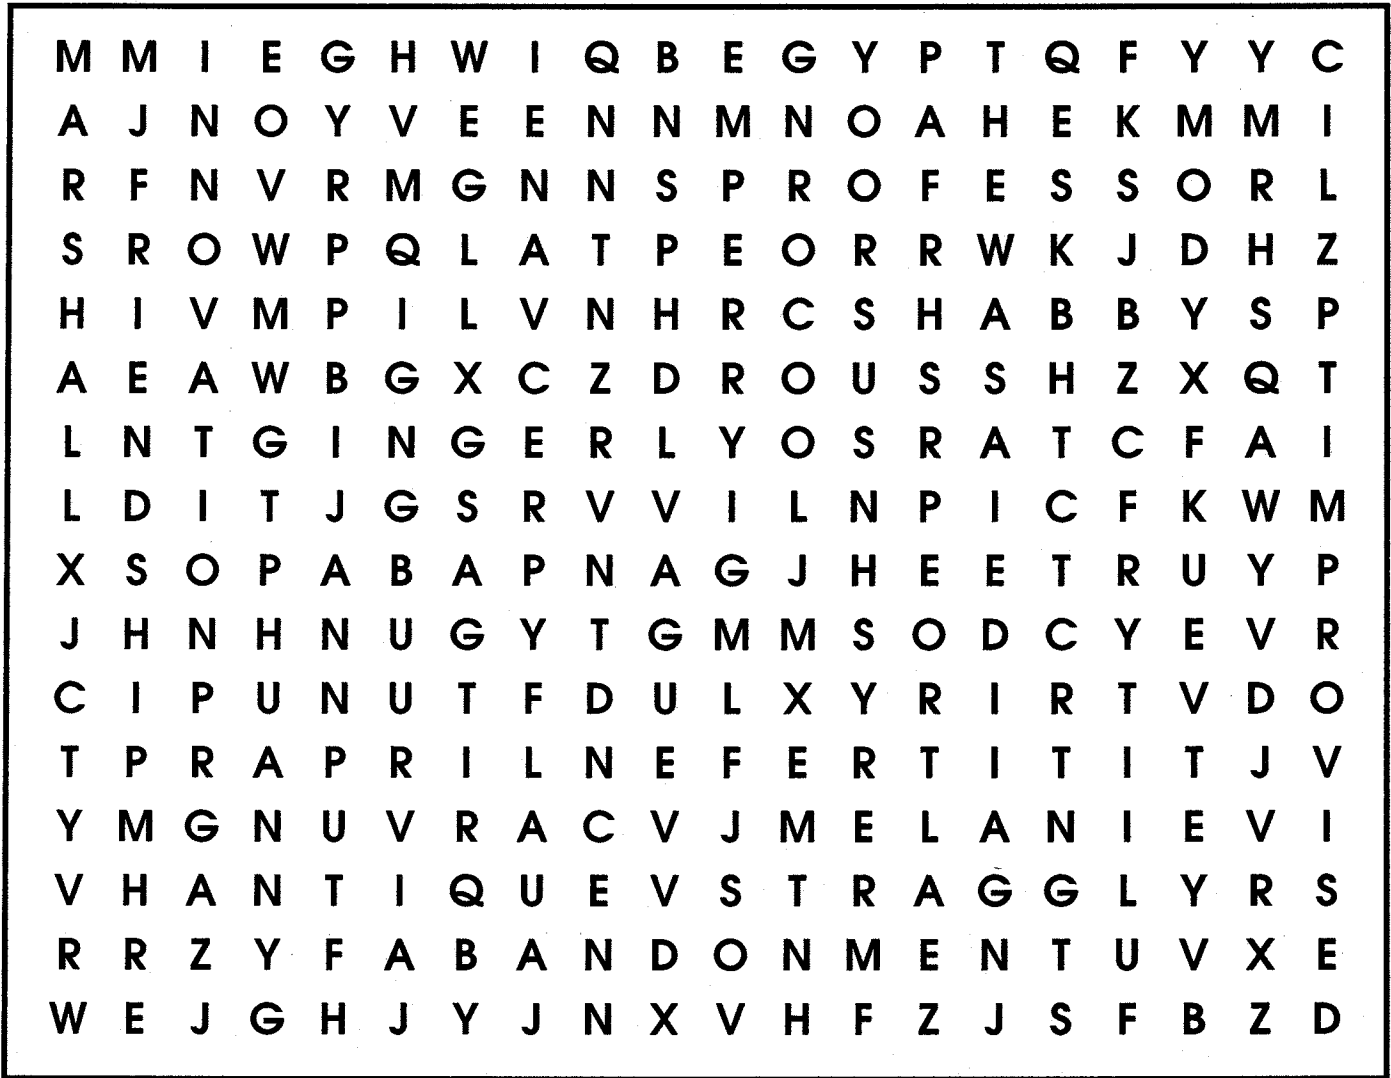 M M I E G H W I Q B E G Y P T Q F Y Y C
A J N O Y V E E N N M N O A H E K M M I
R F N V R M G N N S P R O F E S S O R L
S R O W P Q L A T P E O R R W K J D H Z
H I V M P I L V N H R C S H A B B Y S P
A E A W B G X C Z D R O U S S H Z X Q T
L N T G I N G E R L Y O S R A T C F A I
L D I T J G S R V V I L N P I C F K W M
X S O P A B A P N A G J H E E T R U Y P
J H N H N U G Y T G M M S O D C Y E V R
C I P U N U T F D U L X Y R I R T V D O
T P R A P R I L N E F E R T I T I T J V
Y M G N U V R A C V J M E L A N I E V I
V H A N T I Q U E V S T R A G G L Y R S
R R Z Y F A B A N D O N M E N T U V X E
W E J G H J Y J N X V H F Z J S F B Z D